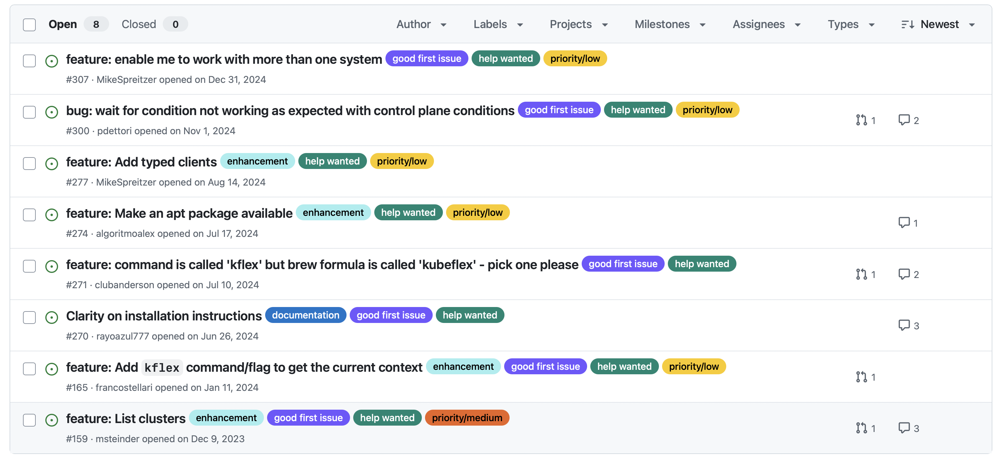 Open 8 Closed 0 Author Labels Projects Milestones Assignees Types Newest
feature: enable me to work with more than one system good first issue help wanted priority/low
#307 · MikeSpreitzer opened on Dec 31, 2024
bug: wait for condition not working as expected with control plane conditions good first issue help wanted priority/low
#300 · pdettori opened on Nov 1, 2024 1 2
feature: Add typed clients enhancement help wanted priority/low
#277 · MikeSpreitzer opened on Aug 14, 2024
feature: Make an apt package available enhancement help wanted priority/low
#274 · algoritmoalex opened on Jul 17, 2024 1
feature: command is called 'kflex' but brew formula is called 'kubeflex' - pick one please good first issue help wanted
#271 · clubanderson opened on Jul 10, 2024 1 2
Clarity on installation instructions documentation good first issue help wanted
#270 · rayoazul777 opened on Jun 26, 2024 3
feature: Add kflex command/flag to get the current context enhancement good first issue help wanted priority/low
#165 · francostellari opened on Jan 11, 2024 1
feature: List clusters enhancement good first issue help wanted priority/medium
#159 · msteinder opened on Dec 9, 2023 1 3